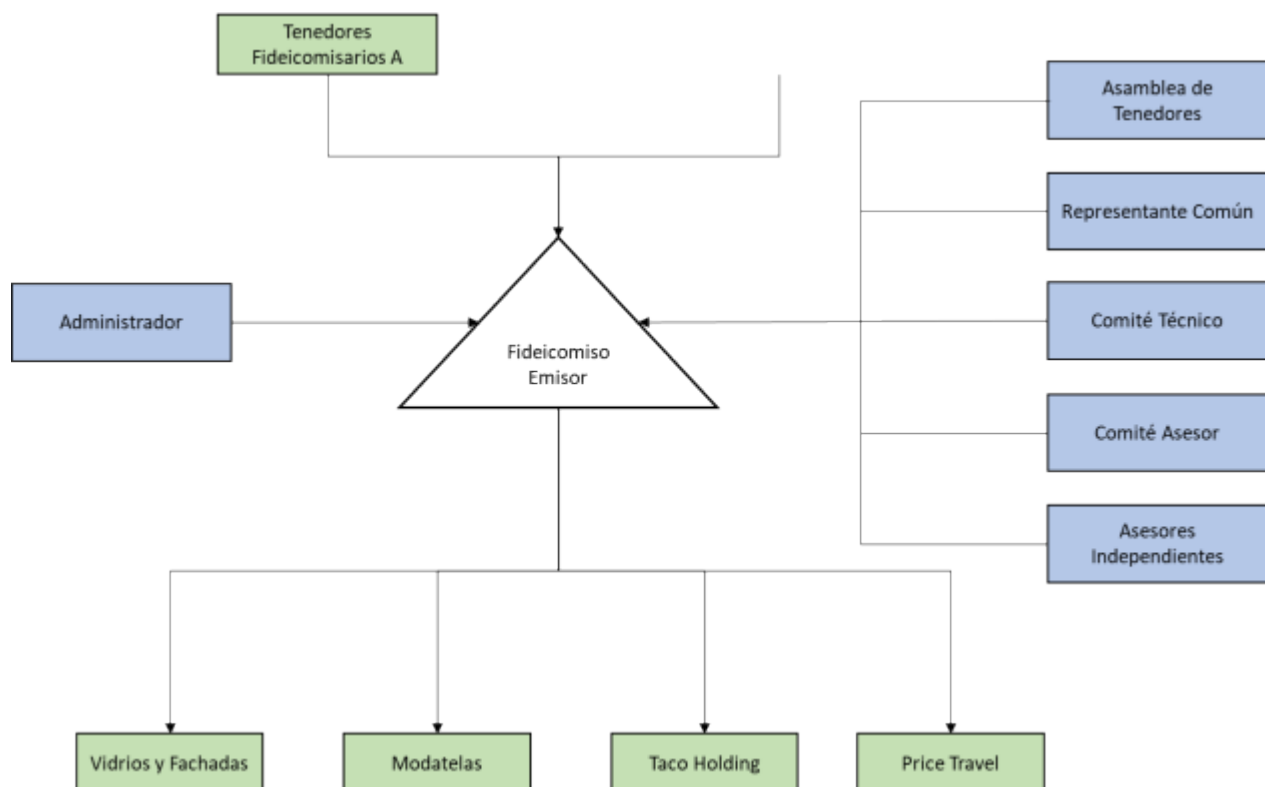 Tenedores
Fideicomisarios A
Asamblea de
Tenedores
Representante Común
Administrador
Comité Técnico
Fideicomiso
Emisor
Comité Asesor
Asesores
Independientes
Vidrios y Fachadas
Modatelas
Taco Holding
Price Travel